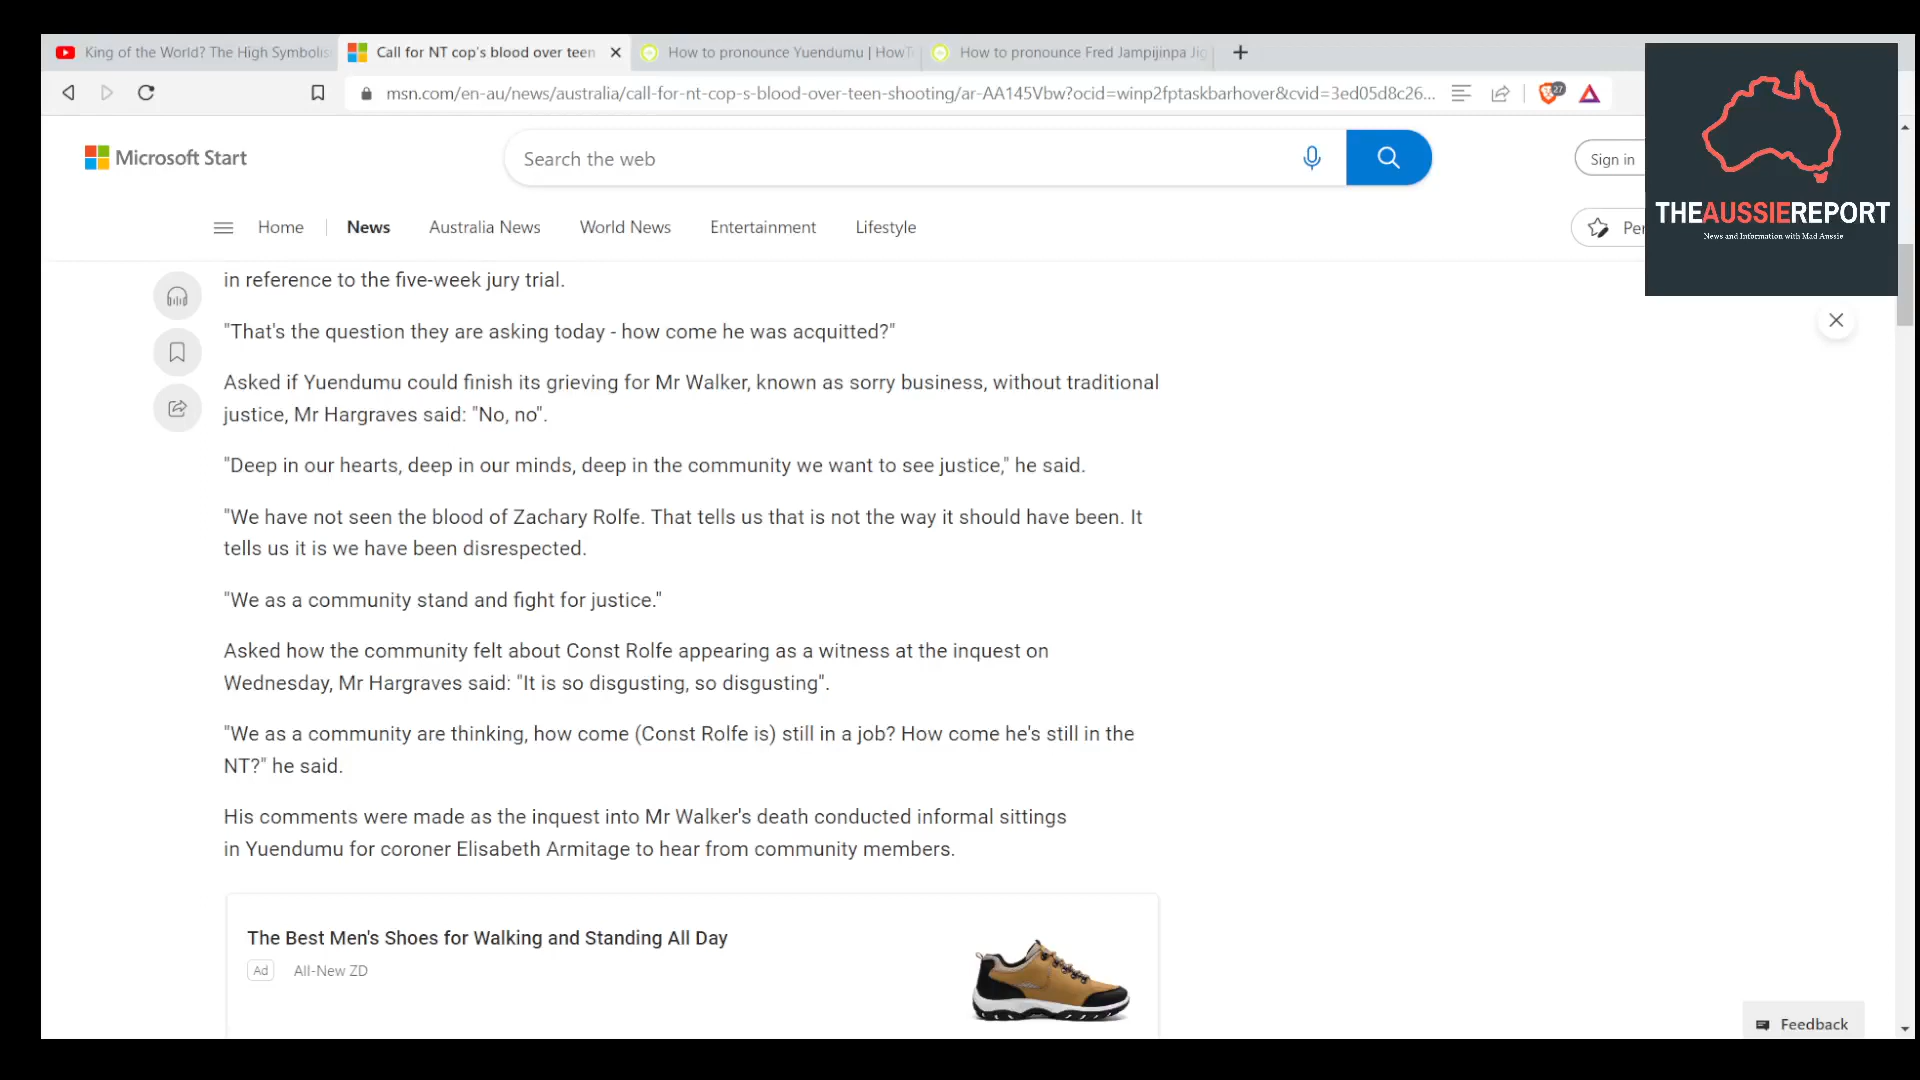 King of the World? The High Symbolis
Call for NT cop's blood over teen
How to pronounce Yuendumu | HowT
How to pronounce Fred Jampijinpa Jig
msn.com/en-au/news/australia/call-for-nt-cop-s-blood-over-teen-shooting/ar-AA145Vbw?ocid=winp2fptaskbarhover&cvid=3ed05d8c26...
27
Microsoft Start
Search the web
Sign in
Home
News
Australia News
World News
Entertainment
Lifestyle
Per
THEAUSSIEREPORT
News and Information with Mad Aussie
in reference to the five-week jury trial.
"That's the question they are asking today - how come he was acquitted?"
Asked if Yuendumu could finish its grieving for Mr Walker, known as sorry business, without traditional
justice, Mr Hargraves said: "No, no".
"Deep in our hearts, deep in our minds, deep in the community we want to see justice," he said.
"We have not seen the blood of Zachary Rolfe. That tells us that is not the way it should have been. It
tells us it is we have been disrespected.
"We as a community stand and fight for justice."
Asked how the community felt about Const Rolfe appearing as a witness at the inquest on
Wednesday, Mr Hargraves said: "It is so disgusting, so disgusting".
"We as a community are thinking, how come (Const Rolfe is) still in a job? How come he's still in the
NT?" he said.
His comments were made as the inquest into Mr Walker's death conducted informal sittings
in Yuendumu for coroner Elisabeth Armitage to hear from community members.
The Best Men's Shoes for Walking and Standing All Day
Ad All-New ZD
Feedback